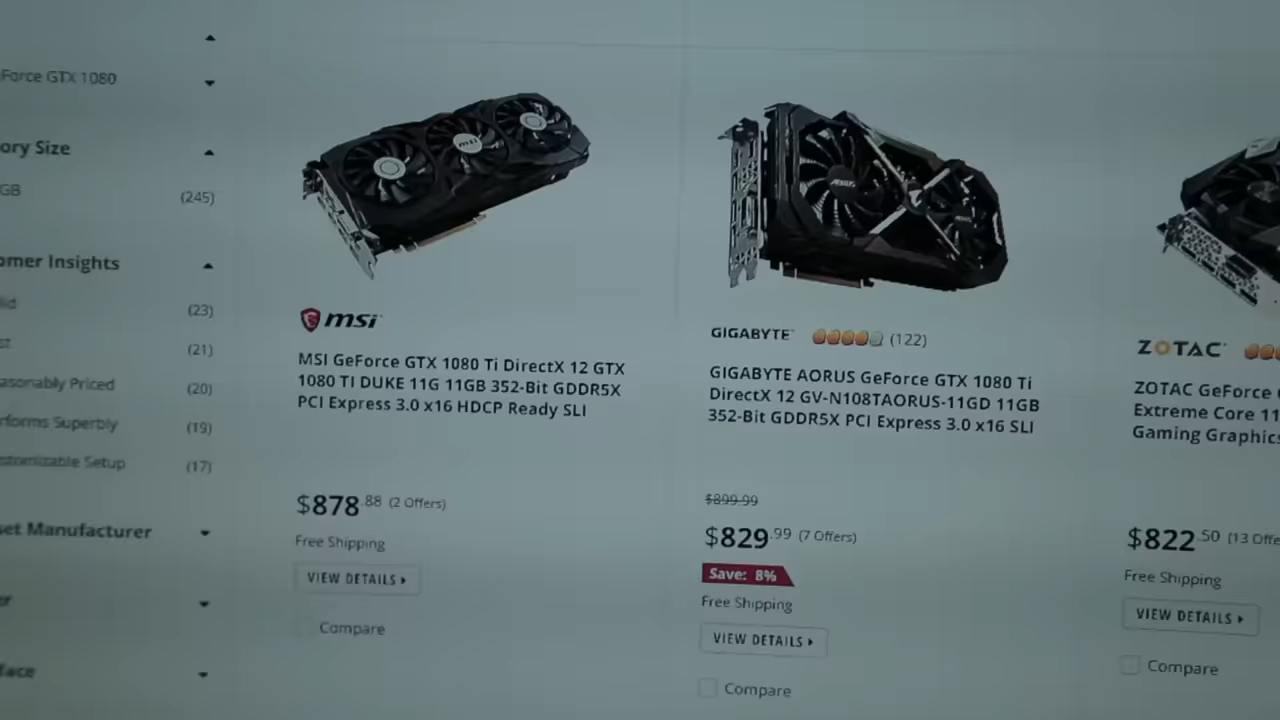 Force GTX 1080
ory Size
GB
(245)
omer Insights
(23)
(21)
asonably Priced
(20)
rforms Superbly
(19)
stomizable Setup
(17)
set Manufacturer
msi
MSI GeForce GTX 1080 Ti DirectX 12 GTX
1080 TI DUKE 11G 11GB 352-Bit GDDR5X
PCI Express 3.0 x16 HDCP Ready SLI
$878.88 (2 Offers)
Free Shipping
VIEW DETAILS
Compare
GIGABYTE (122)
GIGABYTE AORUS GeForce GTX 1080 Ti
DirectX 12 GV-N108TAORUS-11GD 11GB
352-Bit GDDR5X PCI Express 3.0 x16 SLI
$899.99
$829.99 (7 Offers)
Save: 8%
Free Shipping
VIEW DETAILS
Compare
ZOTAC
ZOTAC GeForce
Extreme Core 11
Gaming Graphics
$822.50 (13 Offe
Free Shipping
VIEW DETAILS
Compare